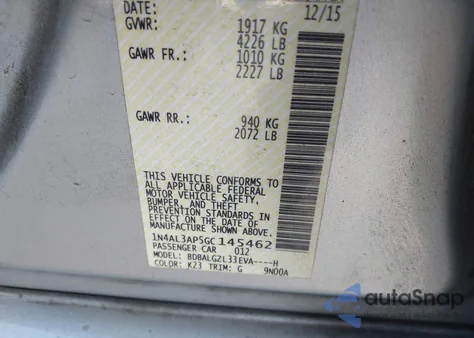 DATE: 12/15
GVWR: 1917 KG
4226 LB
GAWR FR.: 1010 KG
2227 LB
GAWR RR.: 940 KG
2072 LB
THIS VEHICLE CONFORMS TO
ALL APPLICABLE FEDERAL
MOTOR VEHICLE SAFETY,
BUMPER, AND THEFT
PREVENTION STANDARDS IN
EFFECT ON THE DATE OF
MANUFACTURE SHOWN ABOVE.
1N4AL3AP5GC145462
PASSENGER CAR 012
MODEL: BDBALGZL33EVA----H
COLOR: K23 TRIM: G 9N00A
autoSnap